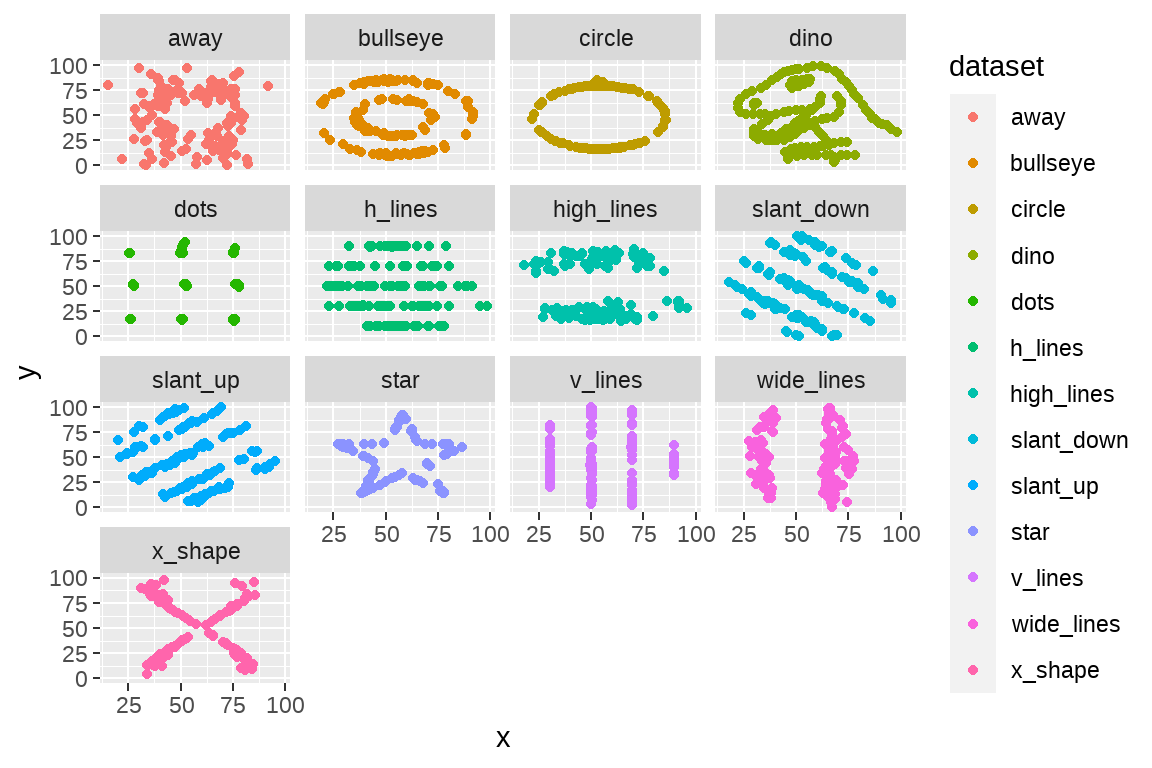 away bullseye circle dino
100
75
50
25
0
dots h_lines high_lines slant_down
100
75
50
25
0
slant_up star v_lines wide_lines
100
75
50
25
0
25 50 75 100 25 50 75 100 25 50 75 100
x_shape
100
75
50
25
0
25 50 75 100
x
y
dataset
away
bullseye
circle
dino
dots
h_lines
high_lines
slant_down
slant_up
star
v_lines
wide_lines
x_shape